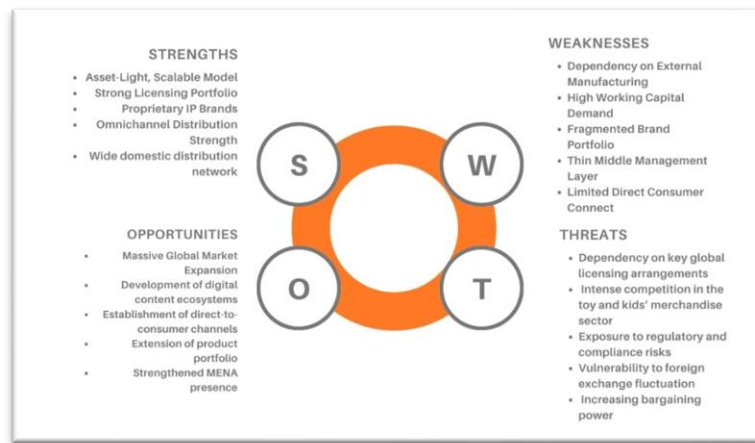 STRENGTHS
• Asset-Light, Scalable Model
• Strong Licensing Portfolio
• Proprietary IP Brands
• Omnichannel Distribution
Strength
• Wide domestic distribution
network
WEAKNESSES
• Dependency on External
Manufacturing
• High Working Capital
Demand
• Fragmented Brand
Portfolio
• Thin Middle Management
Layer
• Limited Direct Consumer
Connect
S
W
O
T
OPPORTUNITIES
• Massive Global Market
Expansion
• Development of digital
content ecosystems
• Establishment of direct-to-
consumer channels
• Extension of product
portfolio
• Strengthened MENA
presence
THREATS
• Dependency on key global
licensing arrangements
• Intense competition in the
toy and kids' merchandise
sector
• Exposure to regulatory and
compliance risks
• Vulnerability to foreign
exchange fluctuation
• Increasing bargaining
power